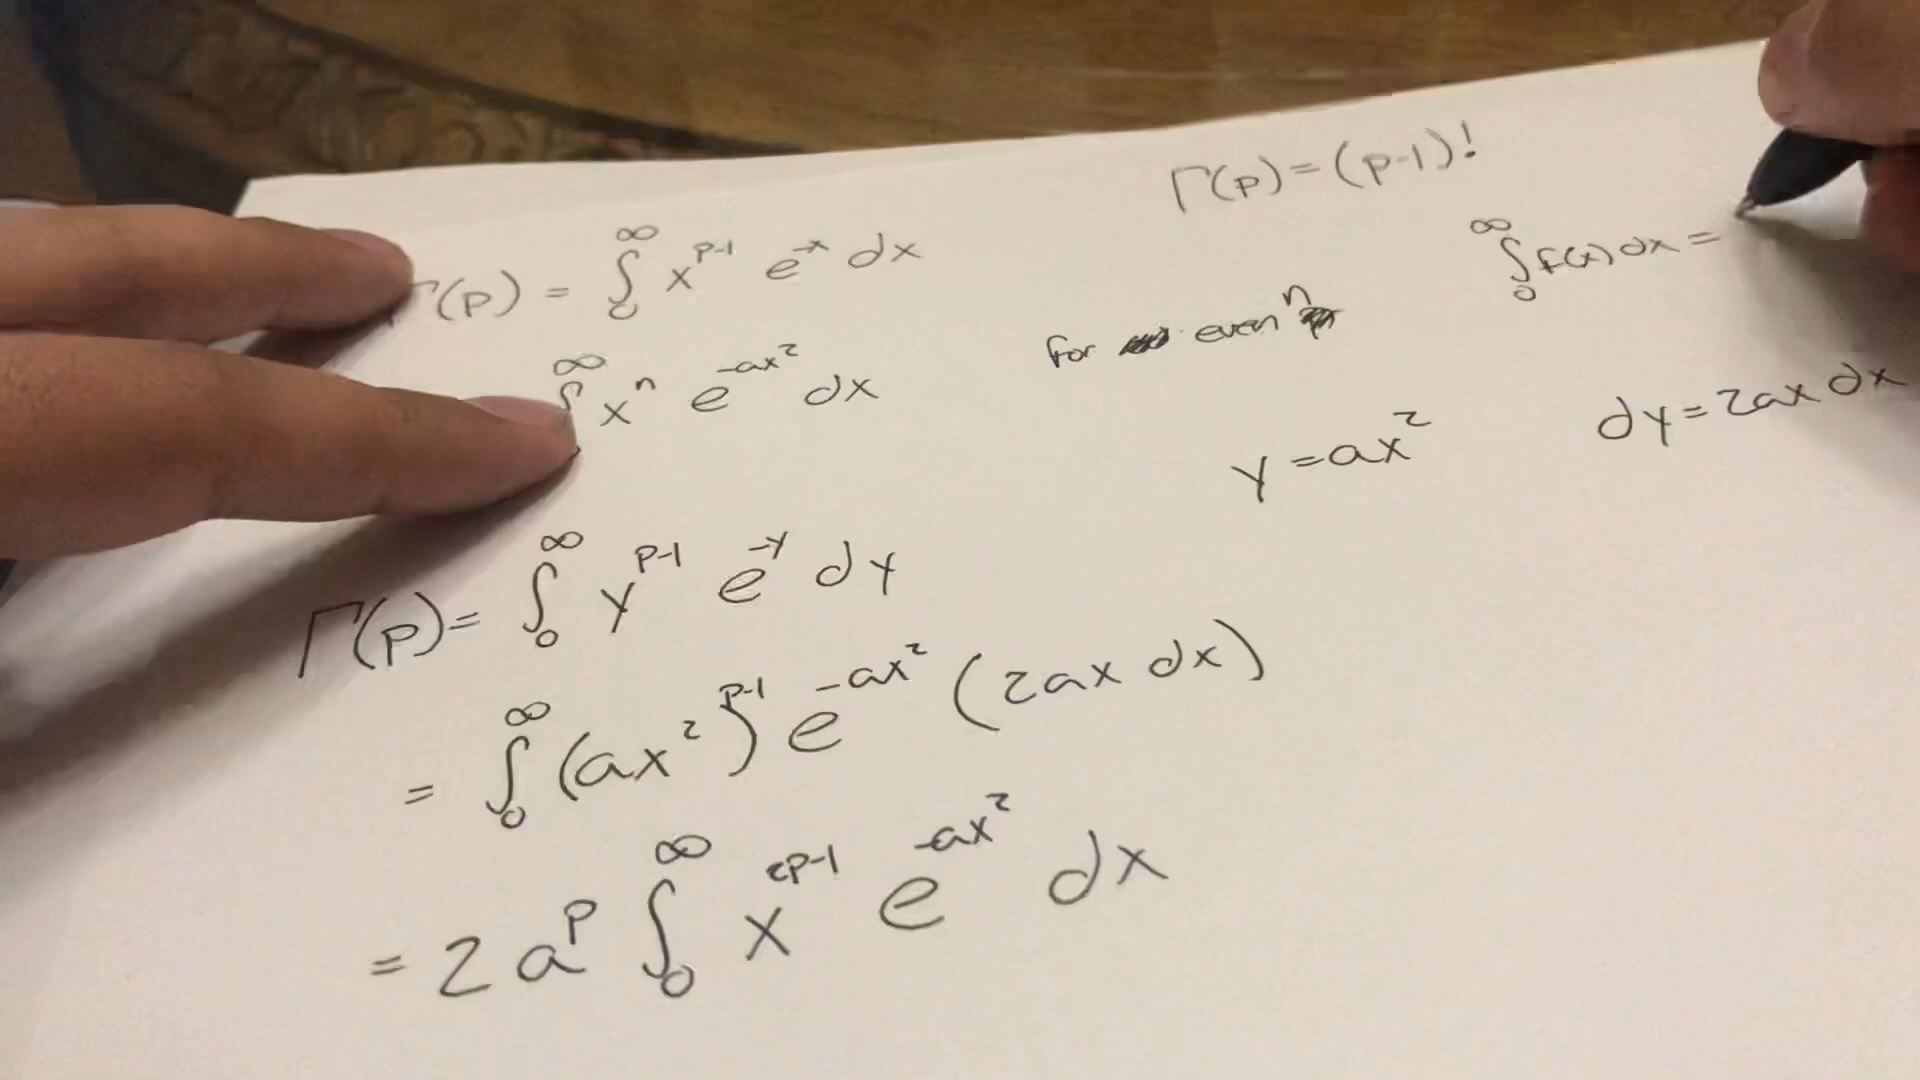 Γ(p) = (p-1)!
Γ(p) = ∫₀^∞ x^{p-1} e^{-x} dx
∫₀^∞ f(x) dx =
∫₀^∞ x^n e^{-ax²} dx
for even n
y = ax²
dy = 2ax dx
Γ(p) = ∫₀^∞ y^{p-1} e^{-y} dy
= ∫₀^∞ (ax²)^{p-1} e^{-ax²} (2ax dx)
= 2a^p ∫₀^∞ x^{2p-1} e^{-ax²} dx